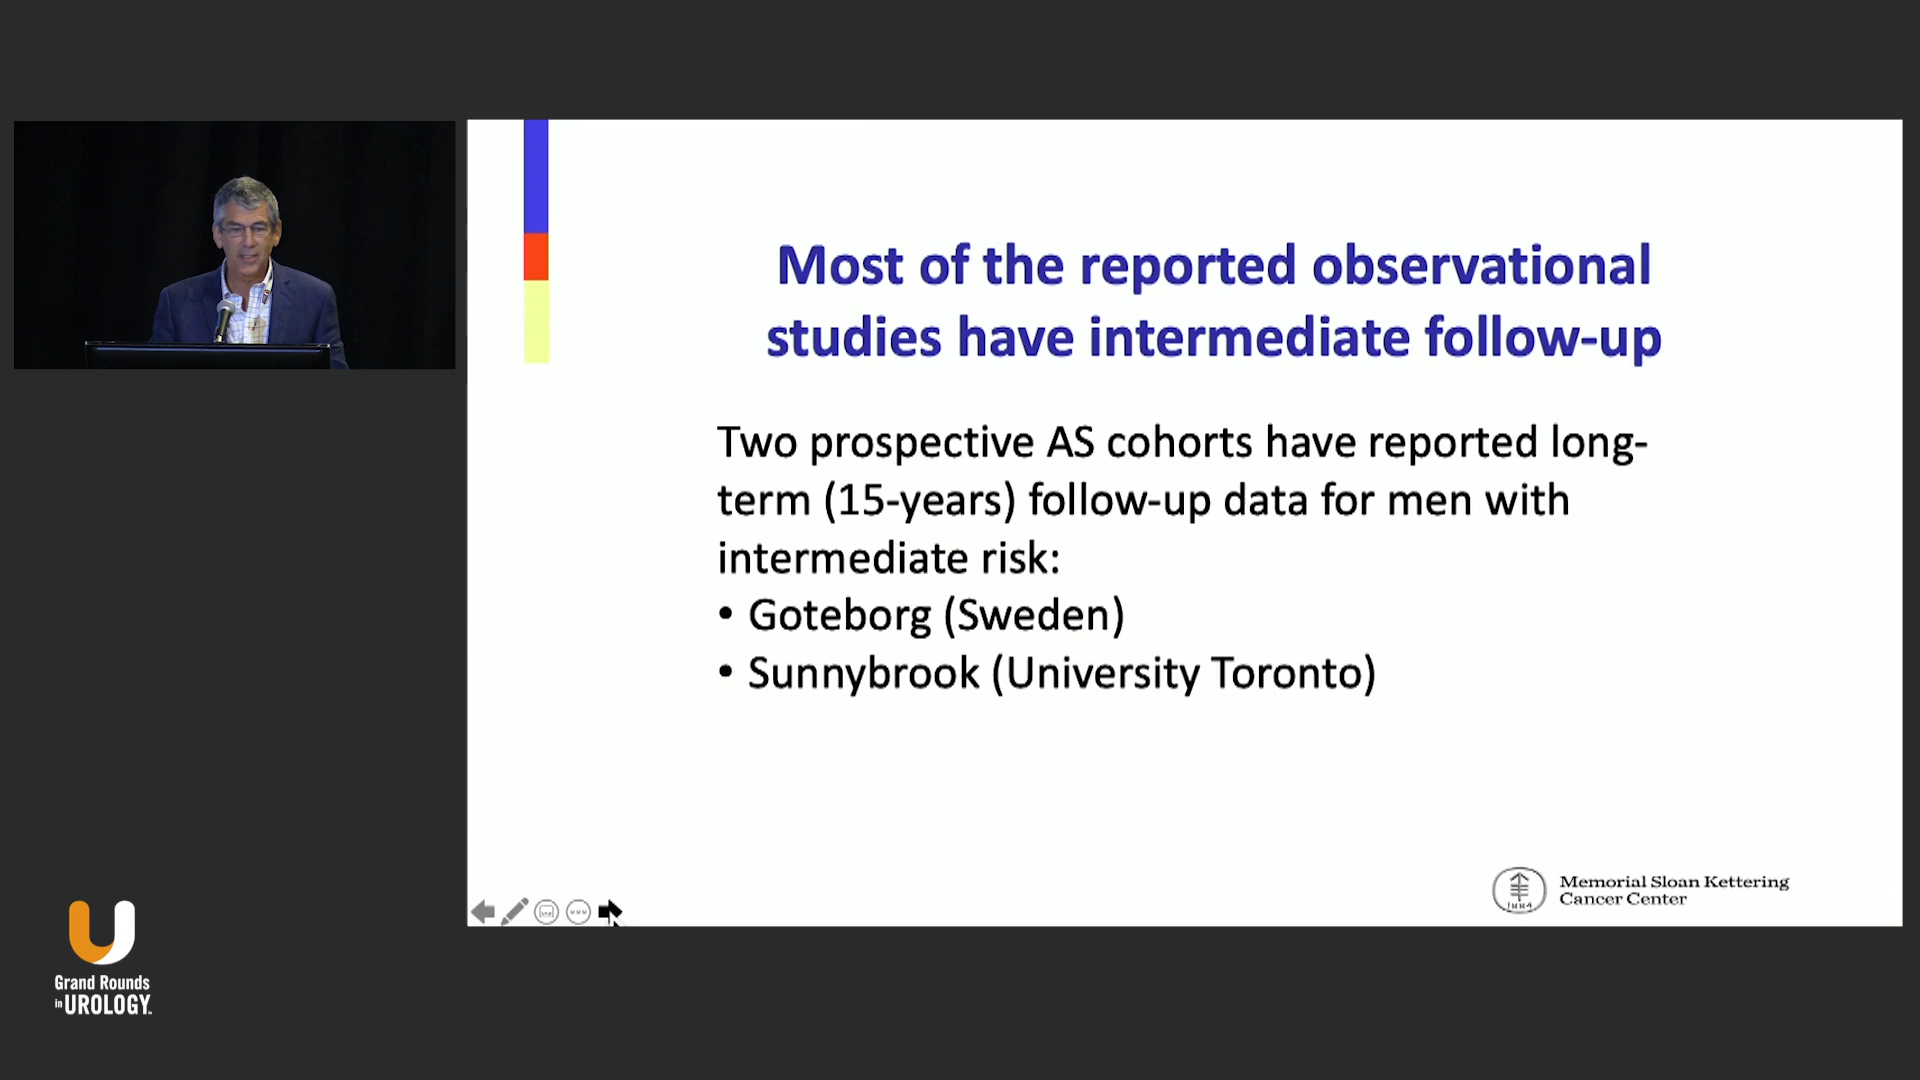 Most of the reported observational
studies have intermediate follow-up
Two prospective AS cohorts have reported long-
term (15-years) follow-up data for men with
intermediate risk:
• Goteborg (Sweden)
• Sunnybrook (University Toronto)
Memorial Sloan Kettering
Cancer Center
Grand Rounds
in UROLOGY™